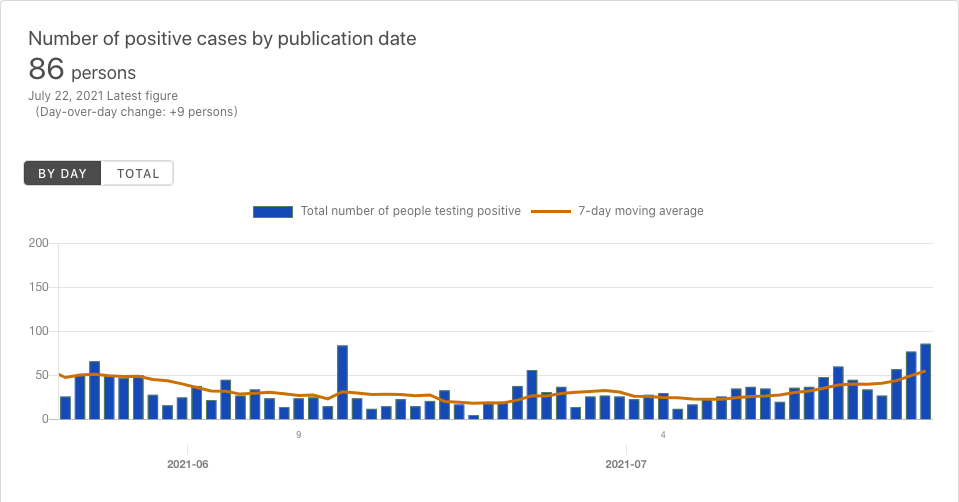 Number of positive cases by publication date
86 persons
July 22, 2021 Latest figure
(Day-over-day change: +9 persons)
BY DAY TOTAL
Total number of people testing positive 7-day moving average
200
150
100
50
0
9 4
2021-06 2021-07